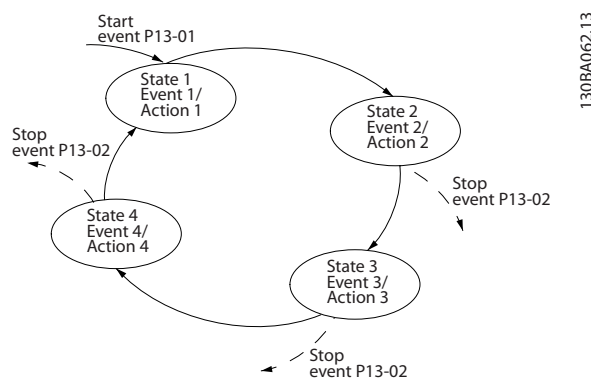 Start
event P13-01
State 1
Event 1/
Action 1
State 2
Event 2/
Action 2
Stop
event P13-02
State 3
Event 3/
Action 3
Stop
event P13-02
State 4
Event 4/
Action 4
Stop
event P13-02
130BA062.13